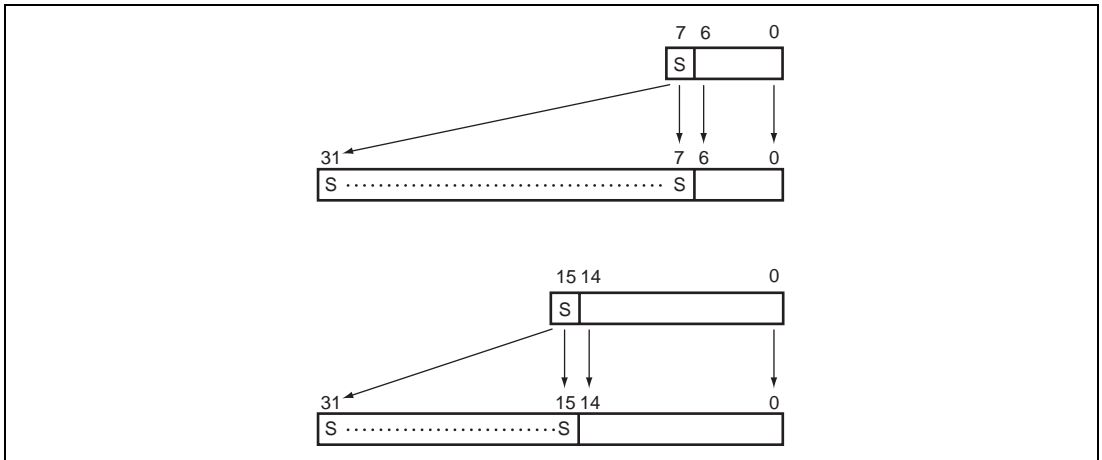 7 6 0
S
31 7 6 0
S ....................................... S
15 14 0
S
31 15 14 0
S ..........................S